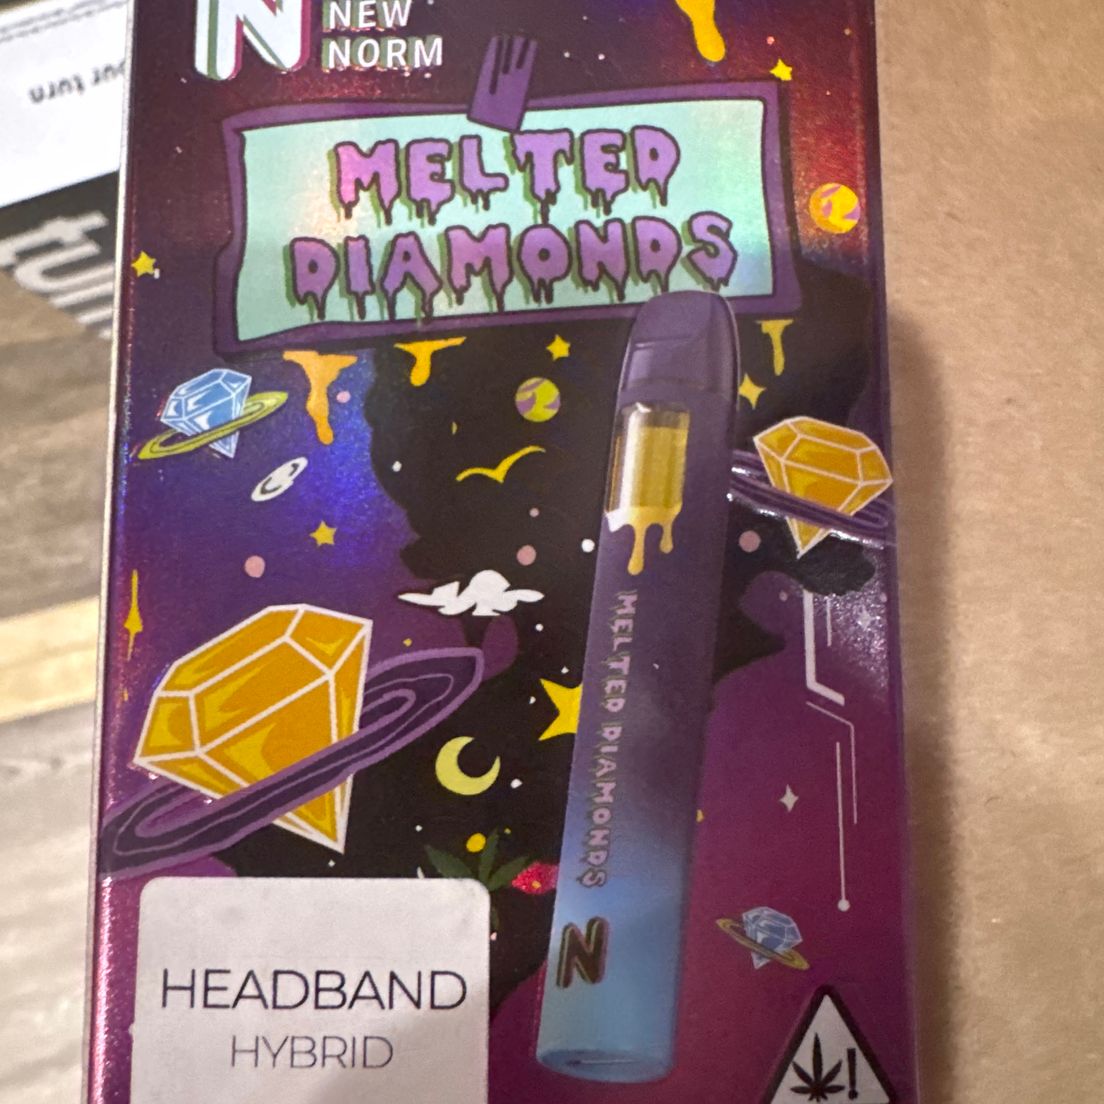 N NEW
NORM
MELTED
DIAMONDS
MELTED DIAMONDS
N
HEADBAND
HYBRID
!